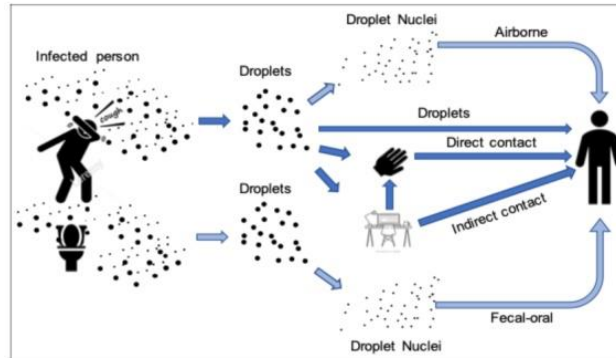 Droplet Nuclei
Airborne
Infected person
Droplets
cough
Droplets
Direct contact
Droplets
Indirect contact
Fecal-oral
Droplet Nuclei